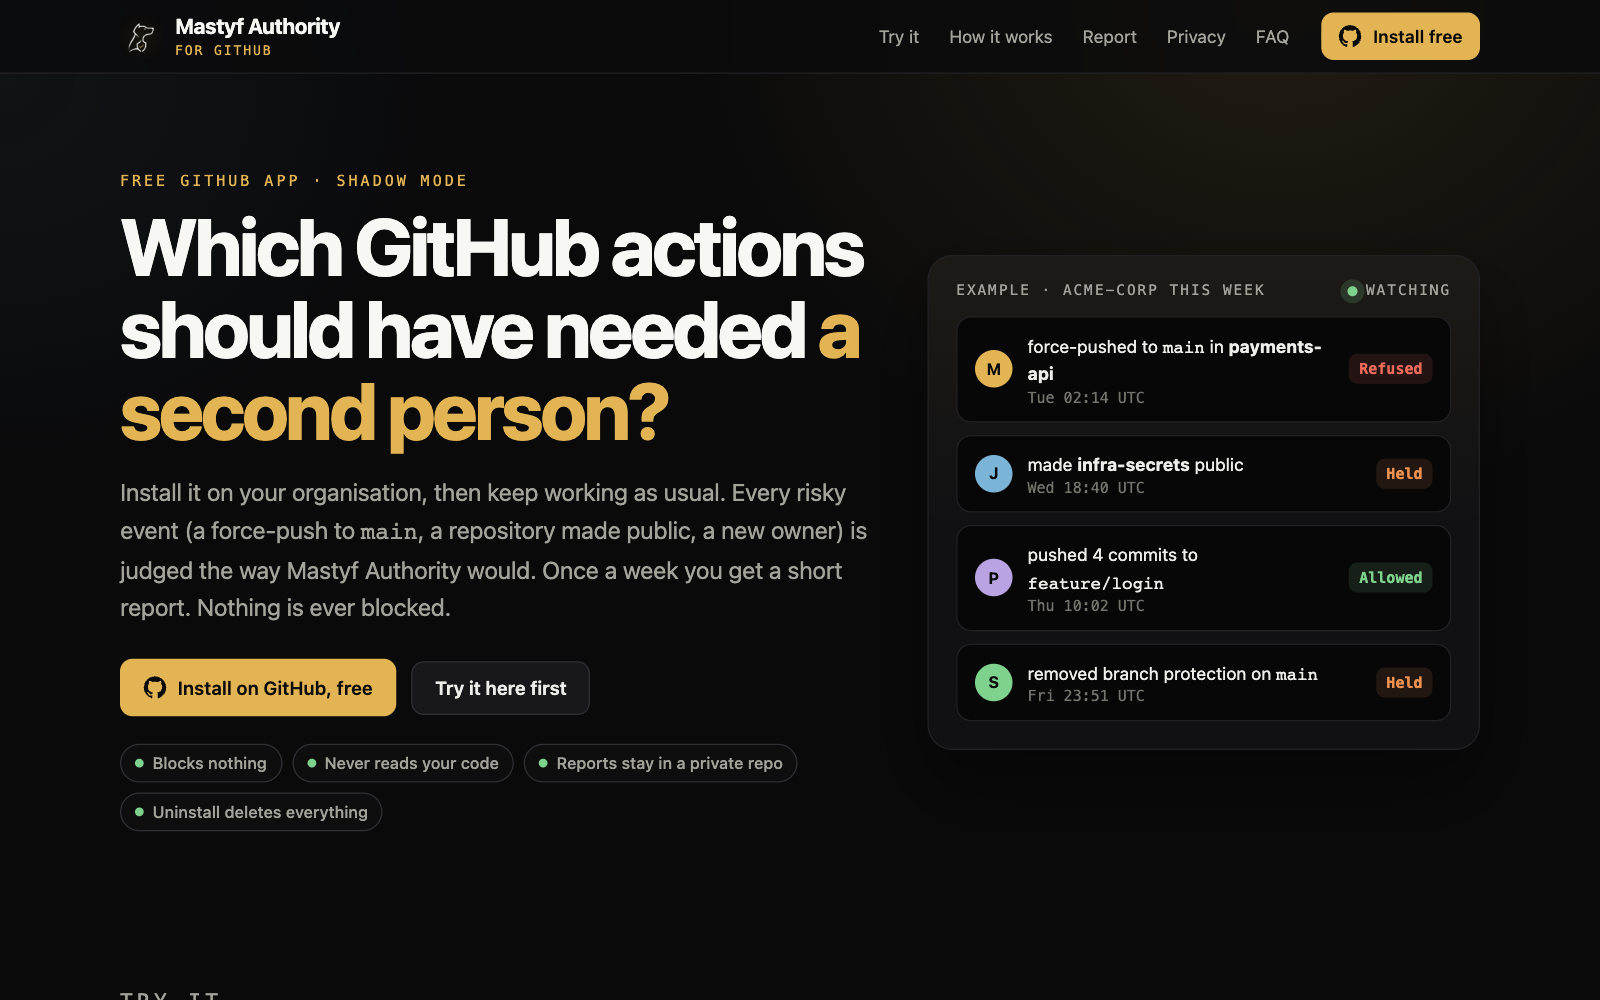 Mastyf Authority
FOR GITHUB
Try it
How it works
Report
Privacy
FAQ
Install free
FREE GITHUB APP · SHADOW MODE
Which GitHub actions
should have needed a
second person?
Install it on your organisation, then keep working as usual. Every risky
event (a force-push to main, a repository made public, a new owner) is
judged the way Mastyf Authority would. Once a week you get a short
report. Nothing is ever blocked.
Install on GitHub, free
Try it here first
Blocks nothing
Never reads your code
Reports stay in a private repo
Uninstall deletes everything
EXAMPLE · ACME-CORP THIS WEEK
WATCHING
M
force-pushed to main in payments-
api
Tue 02:14 UTC
Refused
J
made infra-secrets public
Wed 18:40 UTC
Held
P
pushed 4 commits to
feature/login
Thu 10:02 UTC
Allowed
S
removed branch protection on main
Fri 23:51 UTC
Held
TRY IT